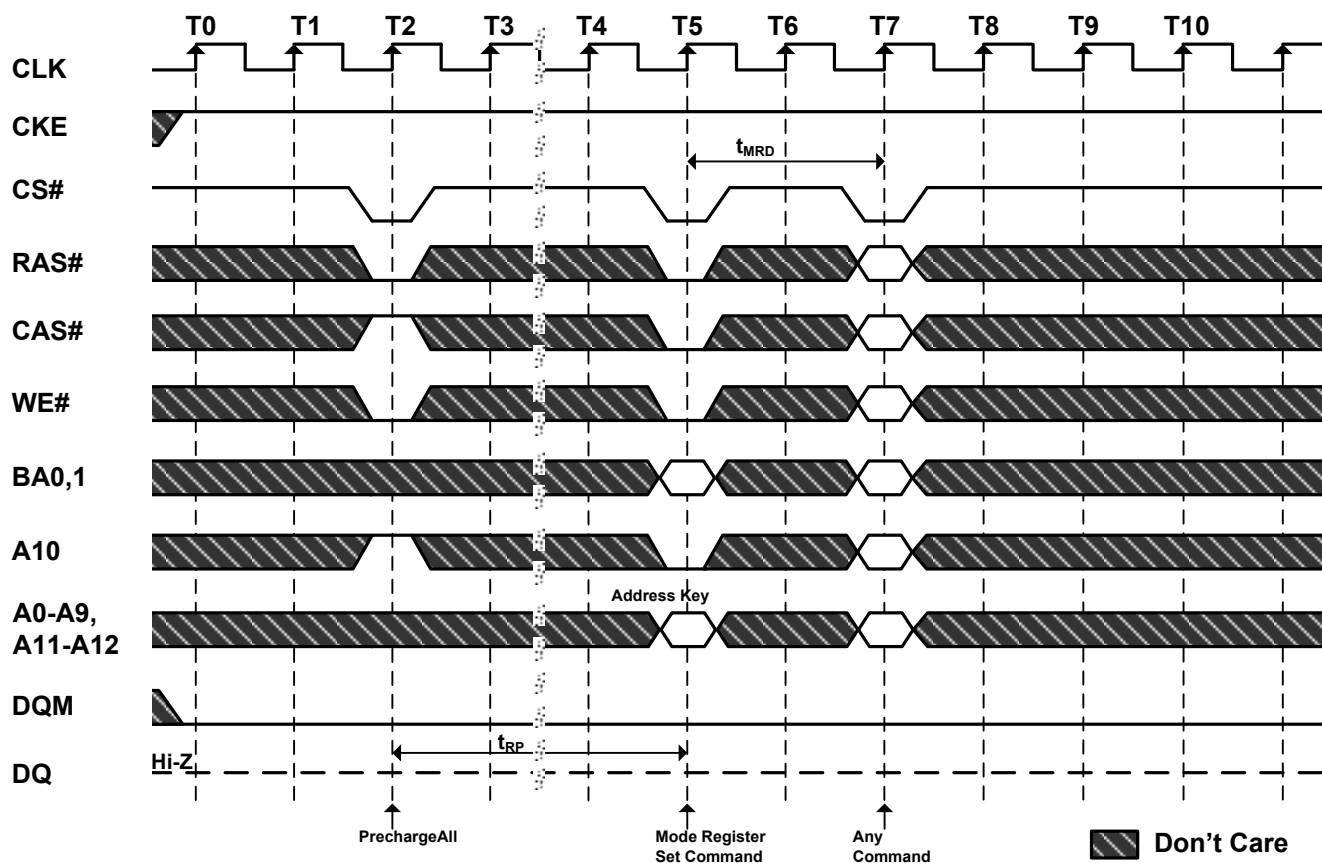 T0 T1 T2 T3 T4 T5 T6 T7 T8 T9 T10
CLK
CKE
tMRD
CS#
RAS#
CAS#
WE#
BA0,1
A10
Address Key
A0-A9,
A11-A12
DQM
tRP
Hi-Z
DQ
PrechargeAll
Mode Register
Set Command
Any
Command
Don't Care